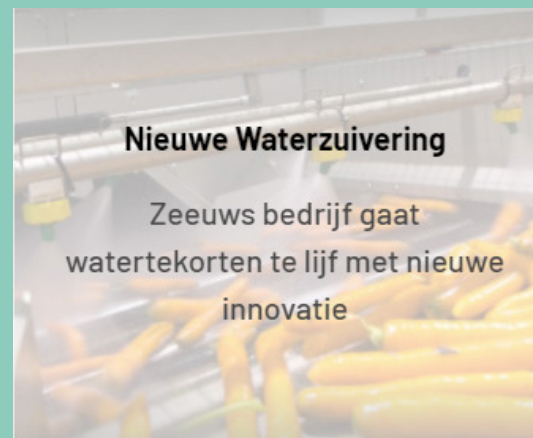 Nieuwe Waterzuivering
Zeeuws bedrijf gaat
watertekorten te lijf met nieuwe
innovatie